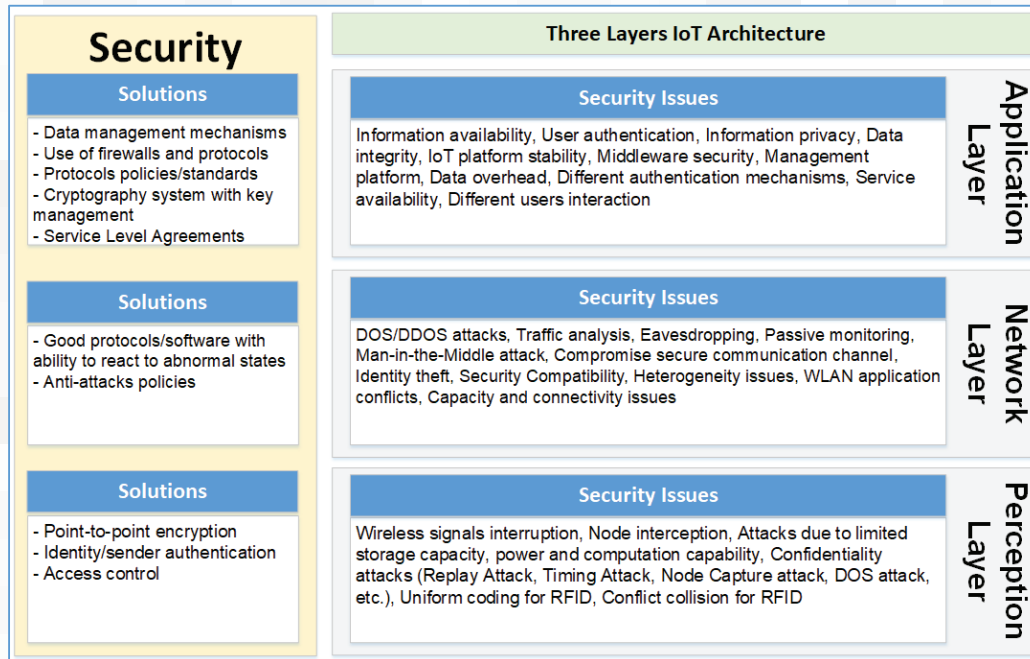 Security
Three Layers IoT Architecture
Solutions
- Data management mechanisms
- Use of firewalls and protocols
- Protocols policies/standards
- Cryptography system with key
management
- Service Level Agreements
Security Issues
Information availability, User authentication, Information privacy, Data
integrity, IoT platform stability, Middleware security, Management
platform, Data overhead, Different authentication mechanisms, Service
availability, Different users interaction
Application
Layer
Solutions
- Good protocols/software with
ability to react to abnormal states
- Anti-attacks policies
Security Issues
DOS/DDOS attacks, Traffic analysis, Eavesdropping, Passive monitoring,
Man-in-the-Middle attack, Compromise secure communication channel,
Identity theft, Security Compatibility, Heterogeneity issues, WLAN application
conflicts, Capacity and connectivity issues
Network
Layer
Solutions
- Point-to-point encryption
- Identity/sender authentication
- Access control
Security Issues
Wireless signals interruption, Node interception, Attacks due to limited
storage capacity, power and computation capability, Confidentiality
attacks (Replay Attack, Timing Attack, Node Capture attack, DOS attack,
etc.), Uniform coding for RFID, Conflict collision for RFID
Perception
Layer